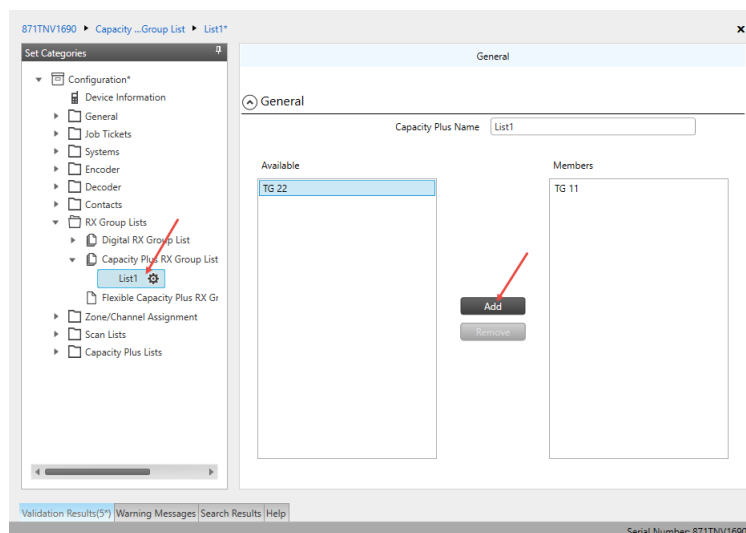 871TNV1690 Capacity ...Group List List1*
x
Set Categories
General
Configuration*
Device Information
General
Job Tickets
Systems
Encoder
Decoder
Contacts
RX Group Lists
Digital RX Group List
Capacity Plus RX Group List
List1
Flexible Capacity Plus RX Gr
Zone/Channel Assignment
Scan Lists
Capacity Plus Lists
General
Capacity Plus Name List1
Available
Members
TG 22
TG 11
Add
Remove
Validation Results(5*) Warning Messages Search Results Help
Serial Number: 871TNV1690